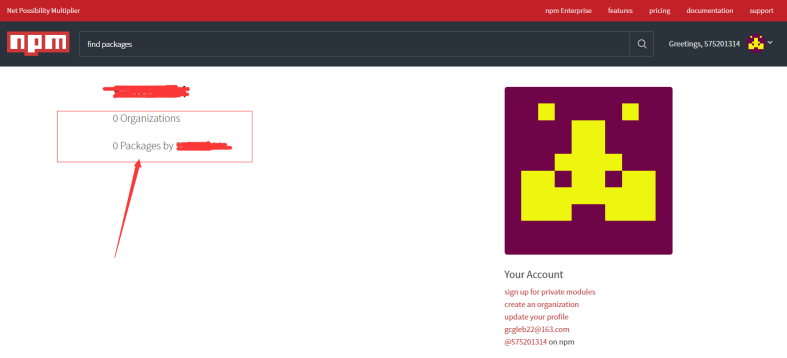 Net Possibility Multiplier
npm Enterprise features pricing documentation support
npm
find packages
Greetings, 575201314
0 Organizations
0 Packages by
Your Account
sign up for private modules
create an organization
update your profile
gcgleb22@163.com
@575201314 on npm